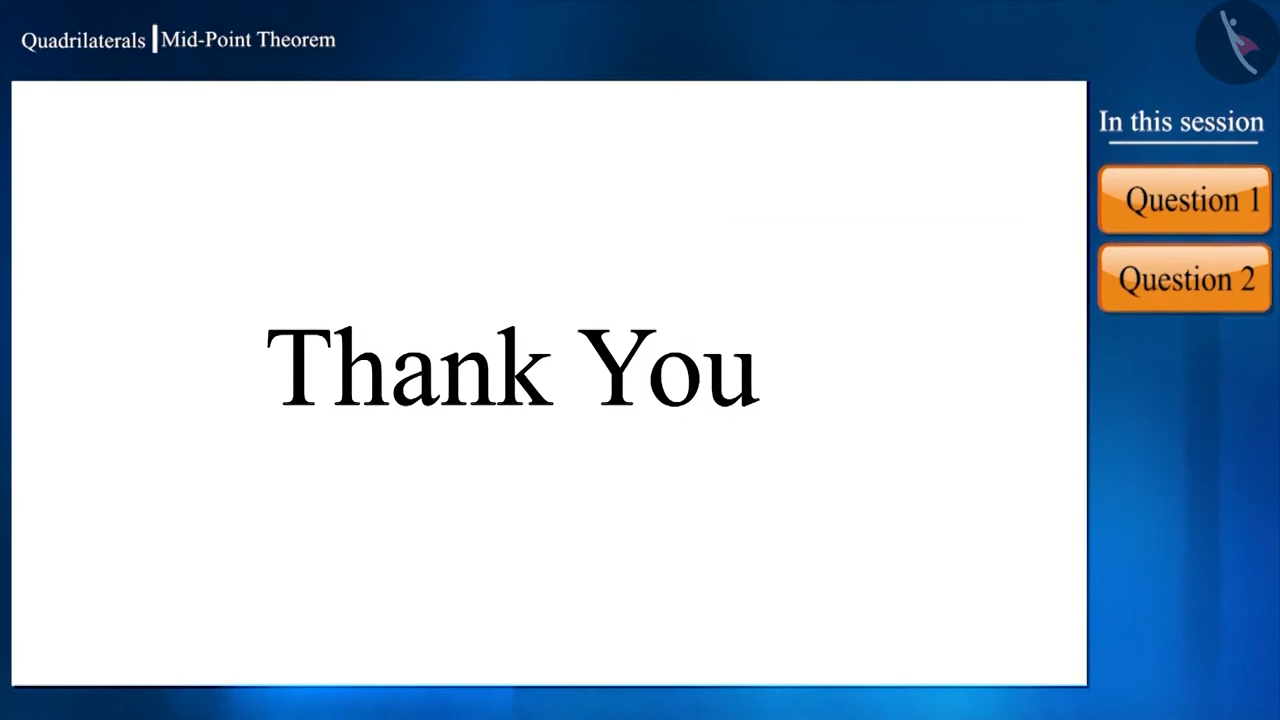 Quadrilaterals | Mid-Point Theorem
In this session
Question 1
Question 2
Thank You